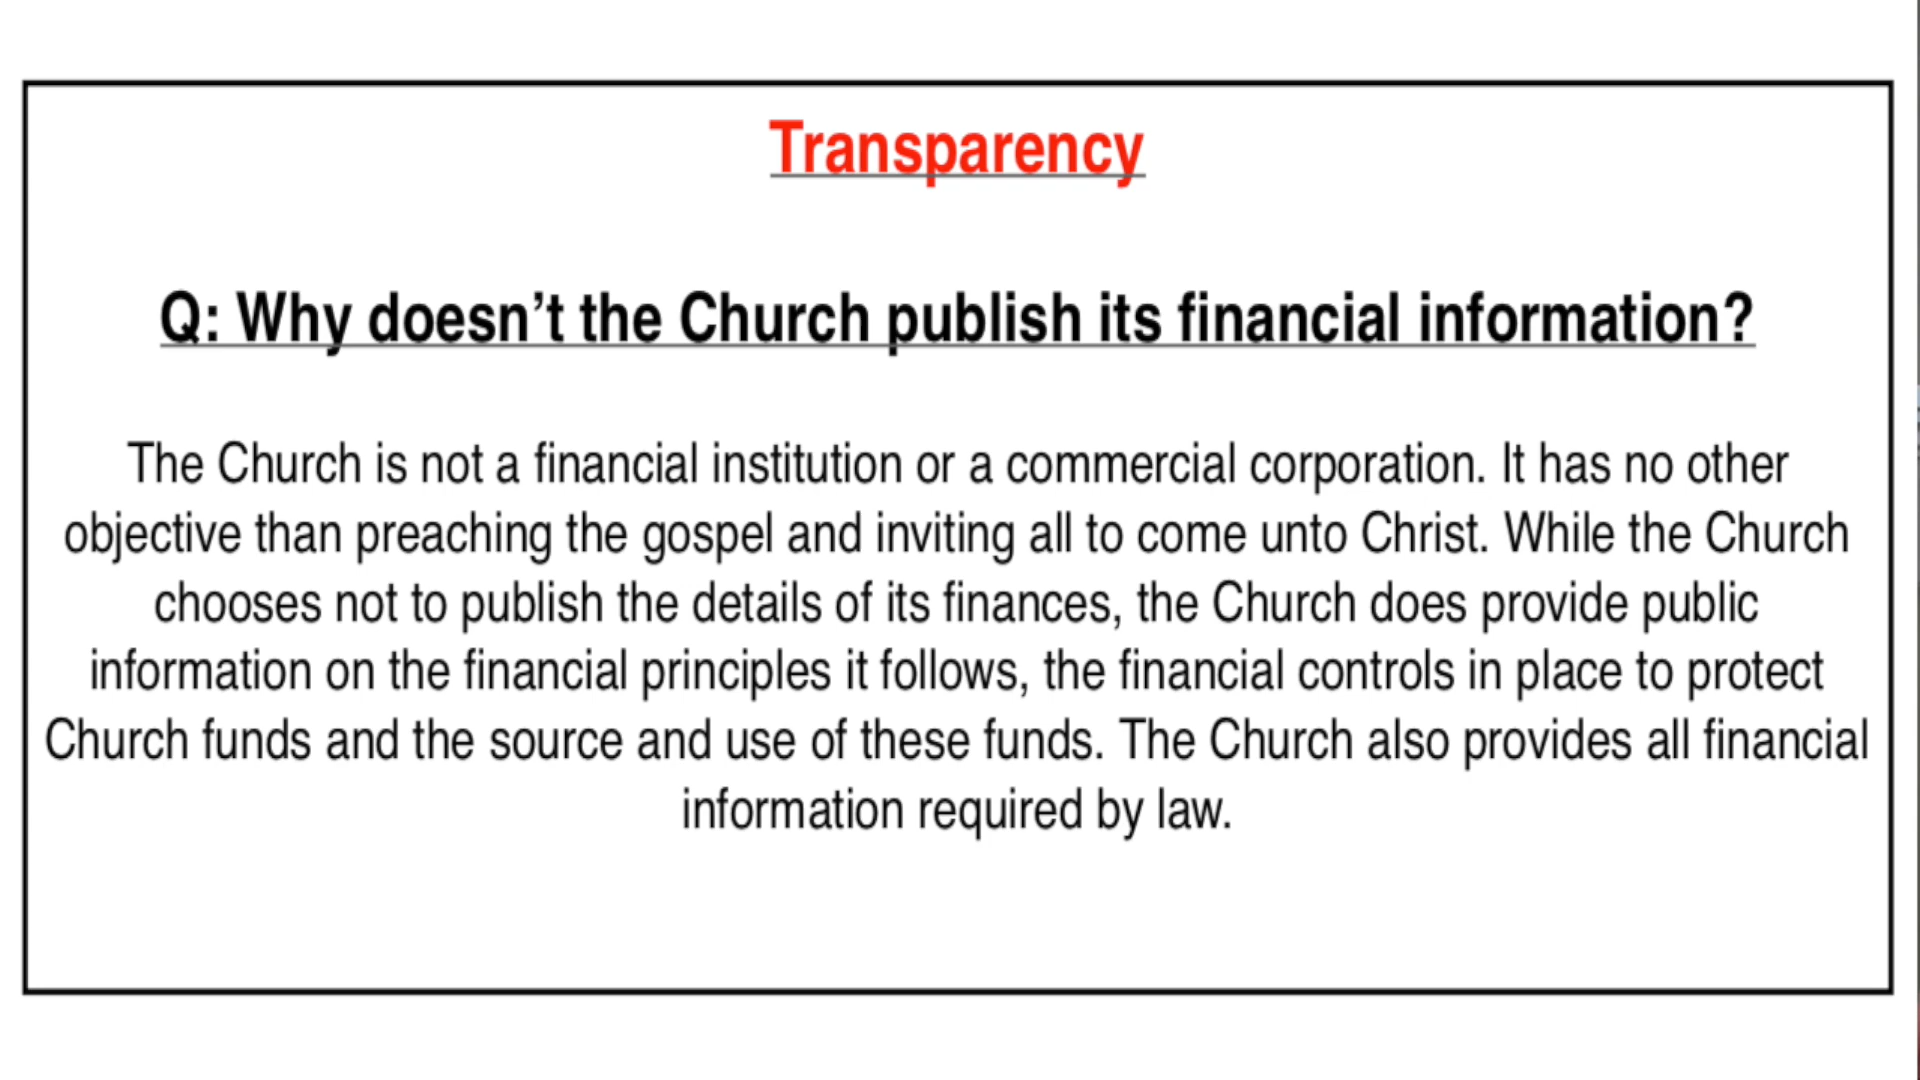 Transparency
Q: Why doesn’t the Church publish its financial information?
The Church is not a financial institution or a commercial corporation. It has no other
objective than preaching the gospel and inviting all to come unto Christ. While the Church
chooses not to publish the details of its finances, the Church does provide public
information on the financial principles it follows, the financial controls in place to protect
Church funds and the source and use of these funds. The Church also provides all financial
information required by law.